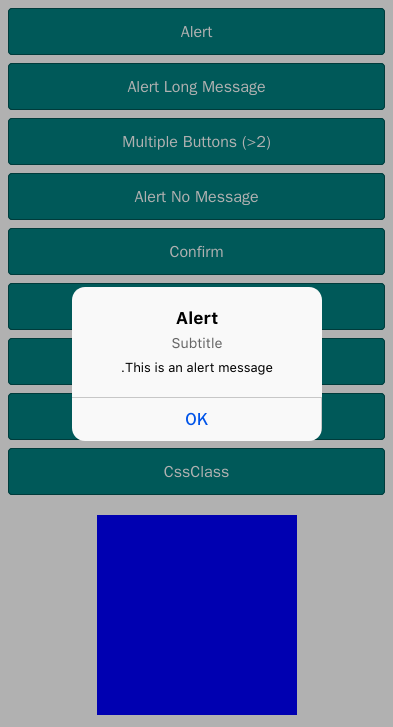 Alert
Alert Long Message
Multiple Buttons (>2)
Alert No Message
Confirm
Alert
Subtitle
.This is an alert message
OK
CssClass